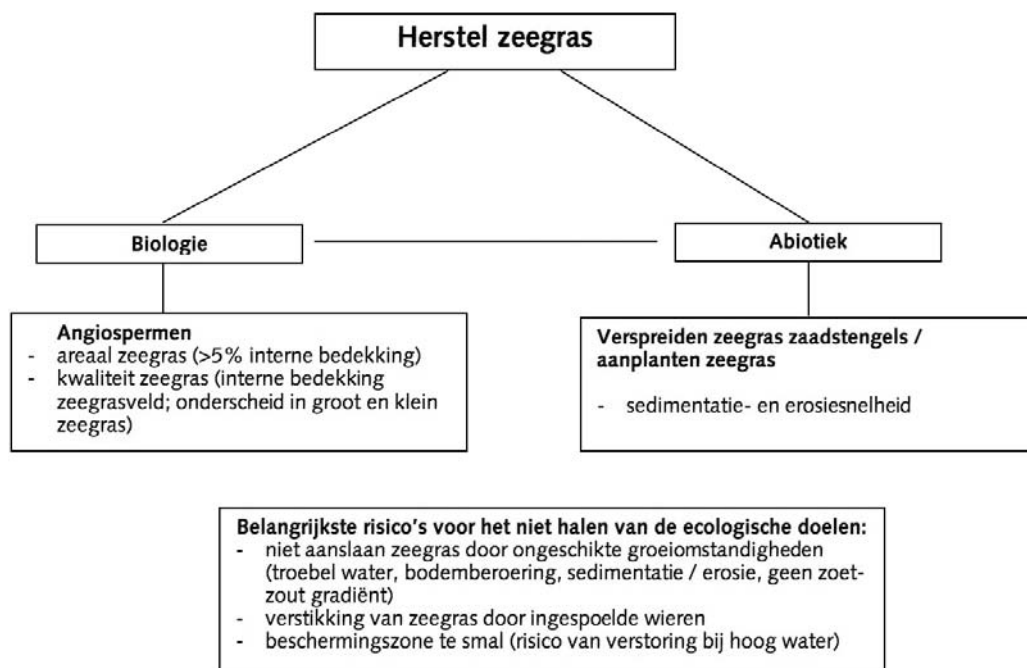 Herstel zeegras
Biologie
Abiotiek
Angiospermen
- areaal zeegras (>5% interne bedekking)
- kwaliteit zeegras (interne bedekking
zeegrasveld; onderscheid in groot en klein
zeegras)
Verspreiden zeegras zaadstengels /
aanplanten zeegras
- sedimentatie- en erosiesnelheid
Belangrijkste risico's voor het niet halen van de ecologische doelen:
- niet aanslaan zeegras door ongeschikte groeiomstandigheden
(troebel water, bodemberoering, sedimentatie / erosie, geen zoet-
zout gradiënt)
- verstikking van zeegras door ingespoelde wieren
- beschermingszone te smal (risico van verstoring bij hoog water)